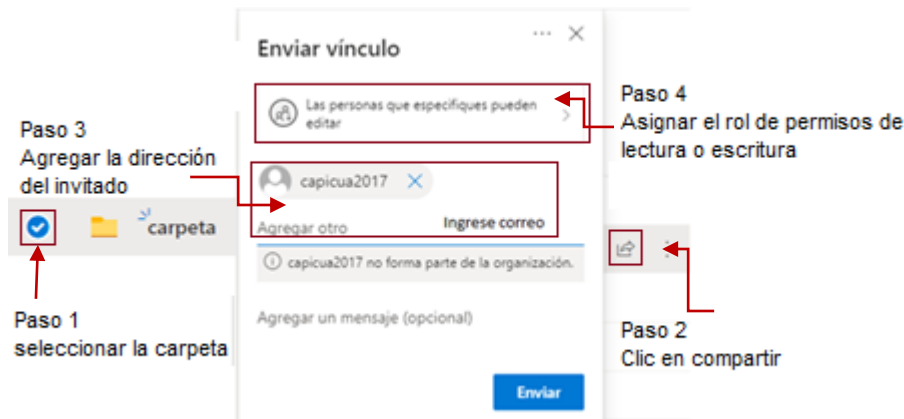 Enviar vínculo
Las personas que especifiques pueden
editar
capicua2017
Agregar otro
Ingrese correo
capicua2017 no forma parte de la organización.
Agregar un mensaje (opcional)
Enviar
Paso 3
Agregar la dirección
del invitado
carpeta
Paso 1
seleccionar la carpeta
Paso 4
Asignar el rol de permisos de
lectura o escritura
Paso 2
Clic en compartir